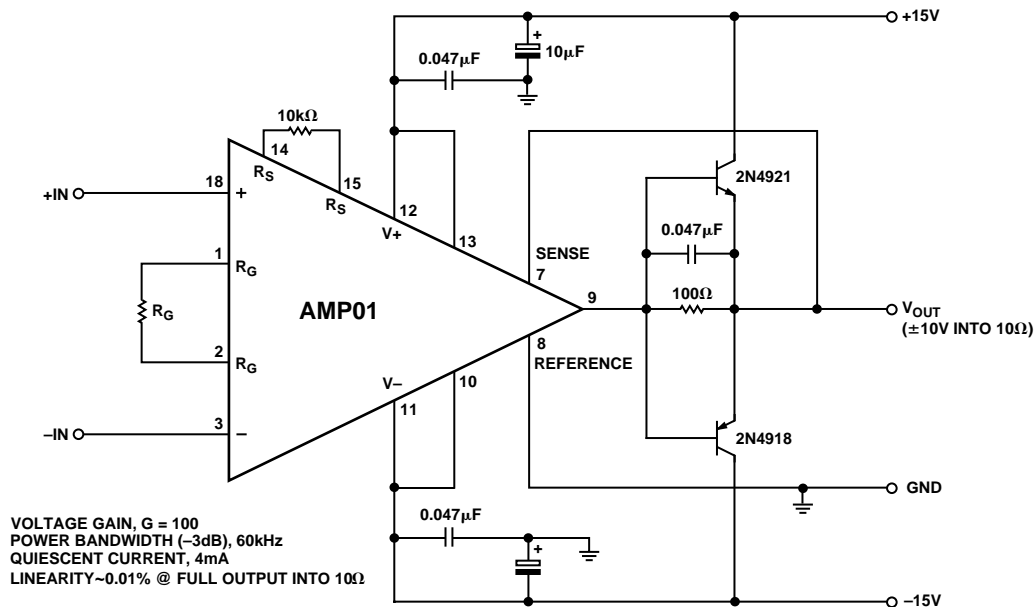 +15V
+
10µF
0.047µF
10kΩ
14
RS
15
RS
18
+IN
+
12
V+
13
2N4921
SENSE
7
0.047µF
1
RG
RG
AMP01
9
100Ω
VOUT
(±10V INTO 10Ω)
8
REFERENCE
2
RG
V–
10
11
3
–IN
–
2N4918
GND
0.047µF
+
VOLTAGE GAIN, G = 100
POWER BANDWIDTH (–3dB), 60kHz
QUIESCENT CURRENT, 4mA
LINEARITY~0.01% @ FULL OUTPUT INTO 10Ω
–15V